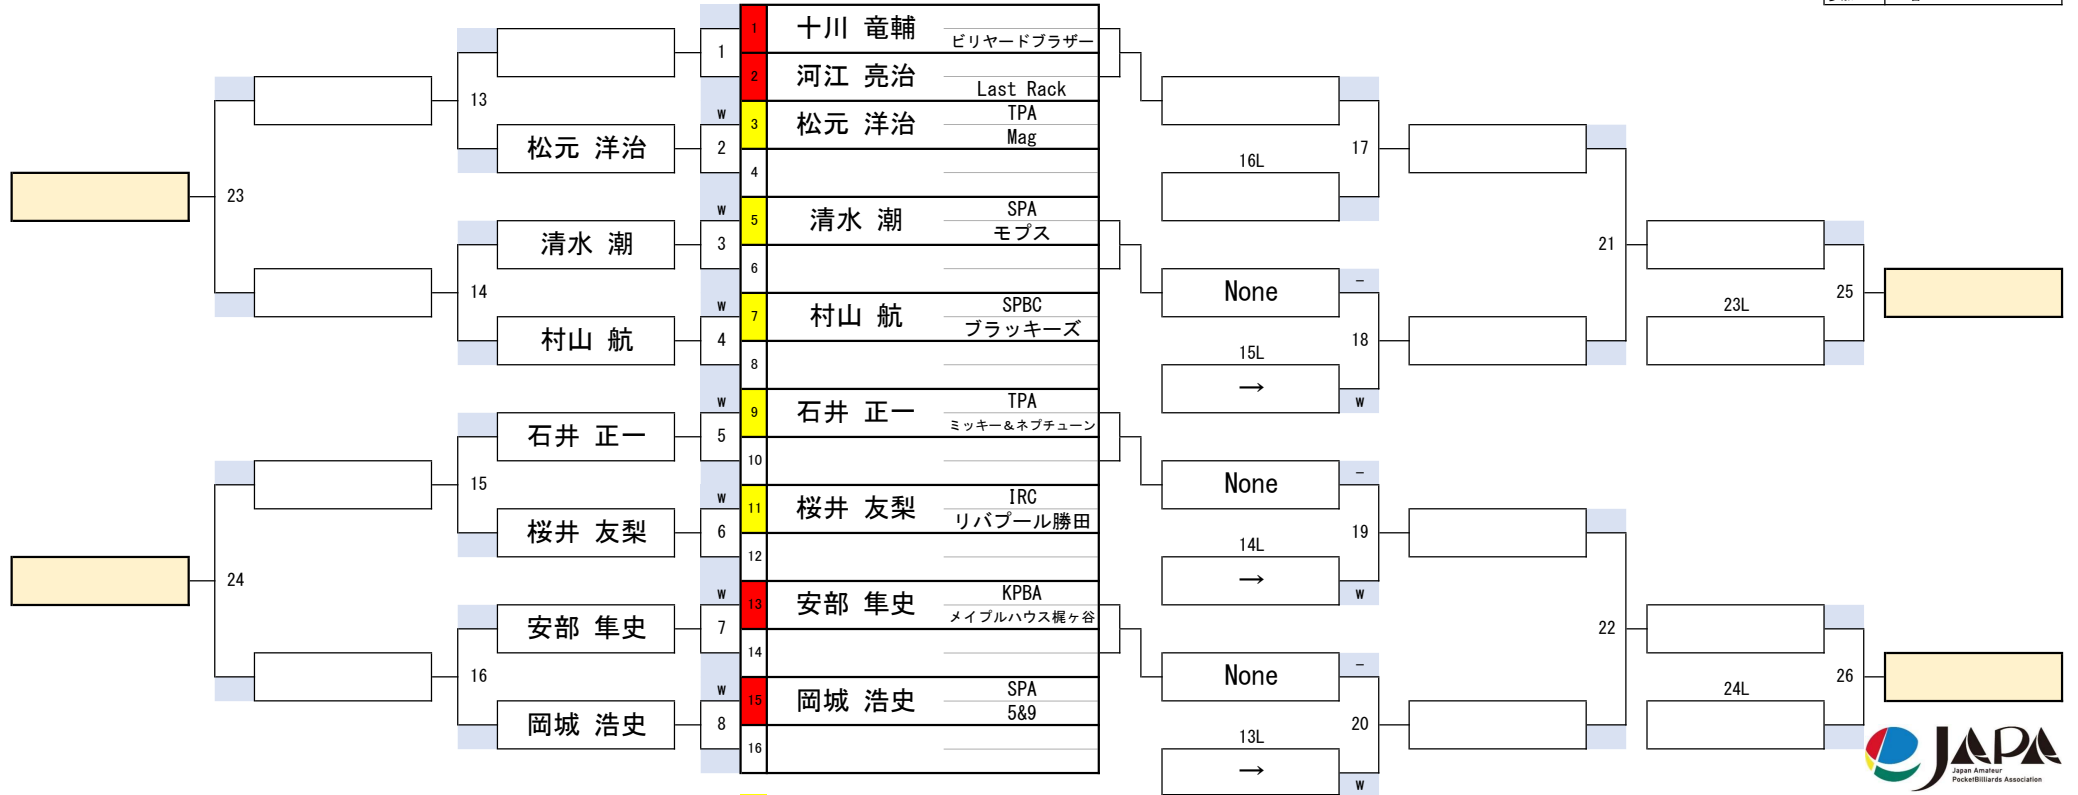 1 十川 竜輔 ビリヤードブラザー
2 河江 亮治 Last Rack
3 松元 洋治 TPA Mag
4
5 清水 潮 SPA モプス
6
7 村山 航 SPBC ブラッキーズ
8
9 石井 正一 TPA ミッキー&ネプチューン
10
11 桜井 友梨 IRC リバプール勝田
12
13 安部 隼史 KPBA メイプルハウス梶ヶ谷
14
15 岡城 浩史 SPA 5&9
16
1
W
松元 洋治 2
W
清水 潮 3
W
村山 航 4
W
石井 正一 5
W
桜井 友梨 6
W
安部 隼史 7
W
岡城 浩史 8
13
14
15
16
23
24
16L
17
None -
18
15L
→ W
None -
19
14L
→ W
None -
20
13L
→ W
21
22
23L
25
24L
26
JAPA
Japan Amateur
PocketBilliards Association